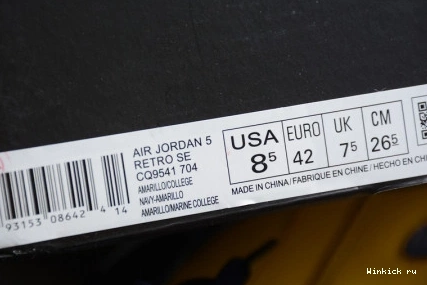 AIR JORDAN 5
RETRO SE
CQ9541 704
AMARILLO/COLLEGE
NAVY-AMARILLO
AMARILLO/MARINE COLLEGE
93153 08642 4 14
USA EURO UK CM
8⁵ 42 7⁵ 26⁵
MADE IN CHINA/FABRIQUE EN CHINE/HECHO EN CHI
Winkick ru